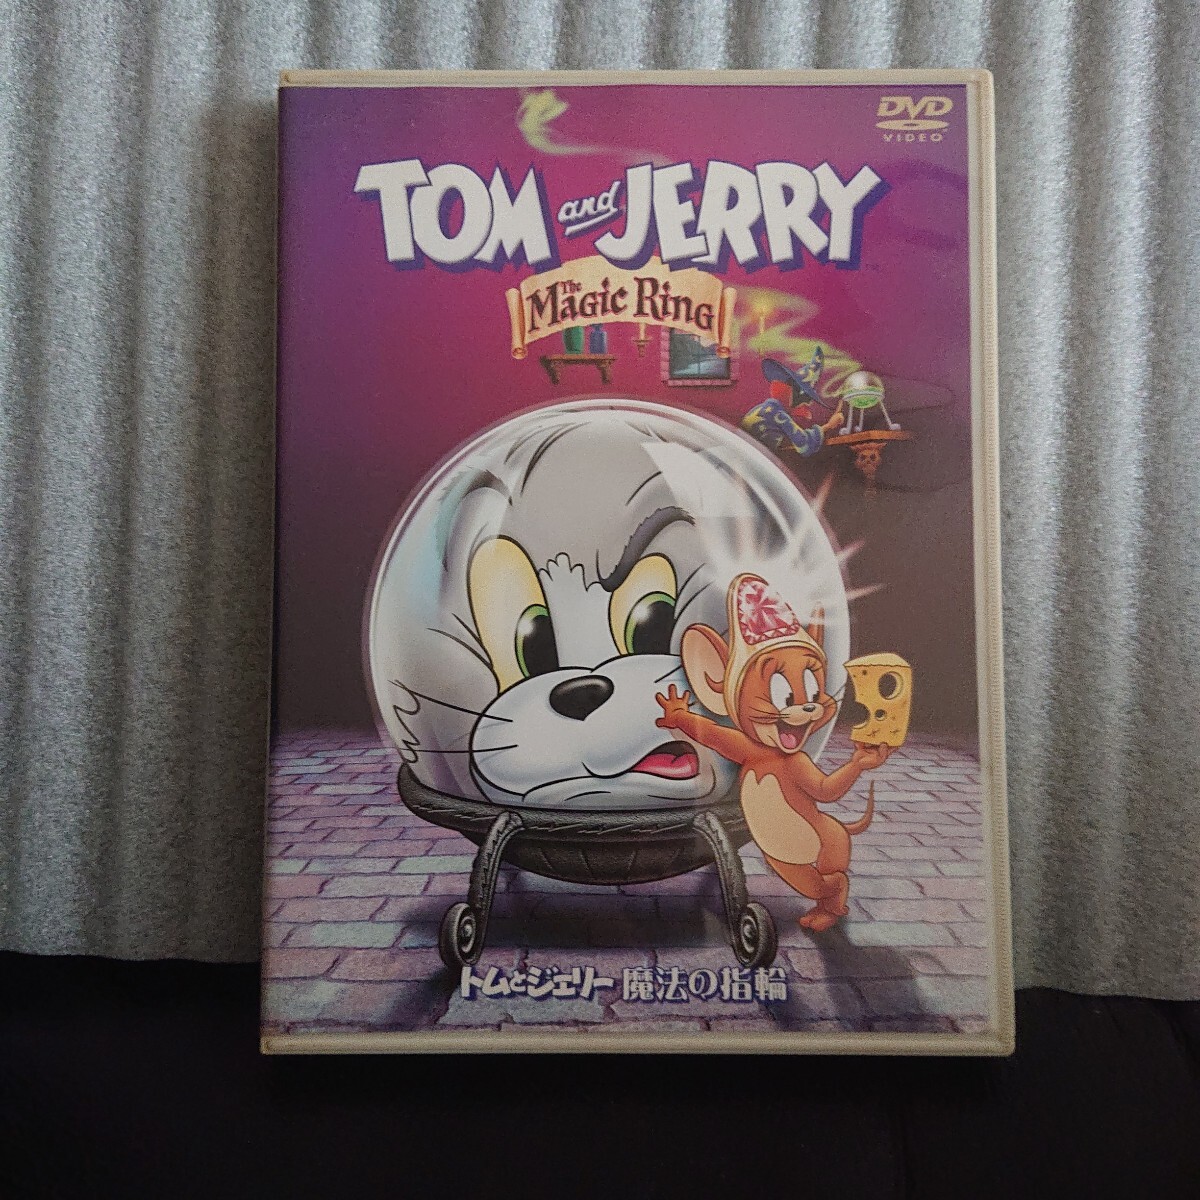 DVD
VIDEO
TOM and JERRY™
The
Magic Ring
トムとジェリー 魔法の指輪